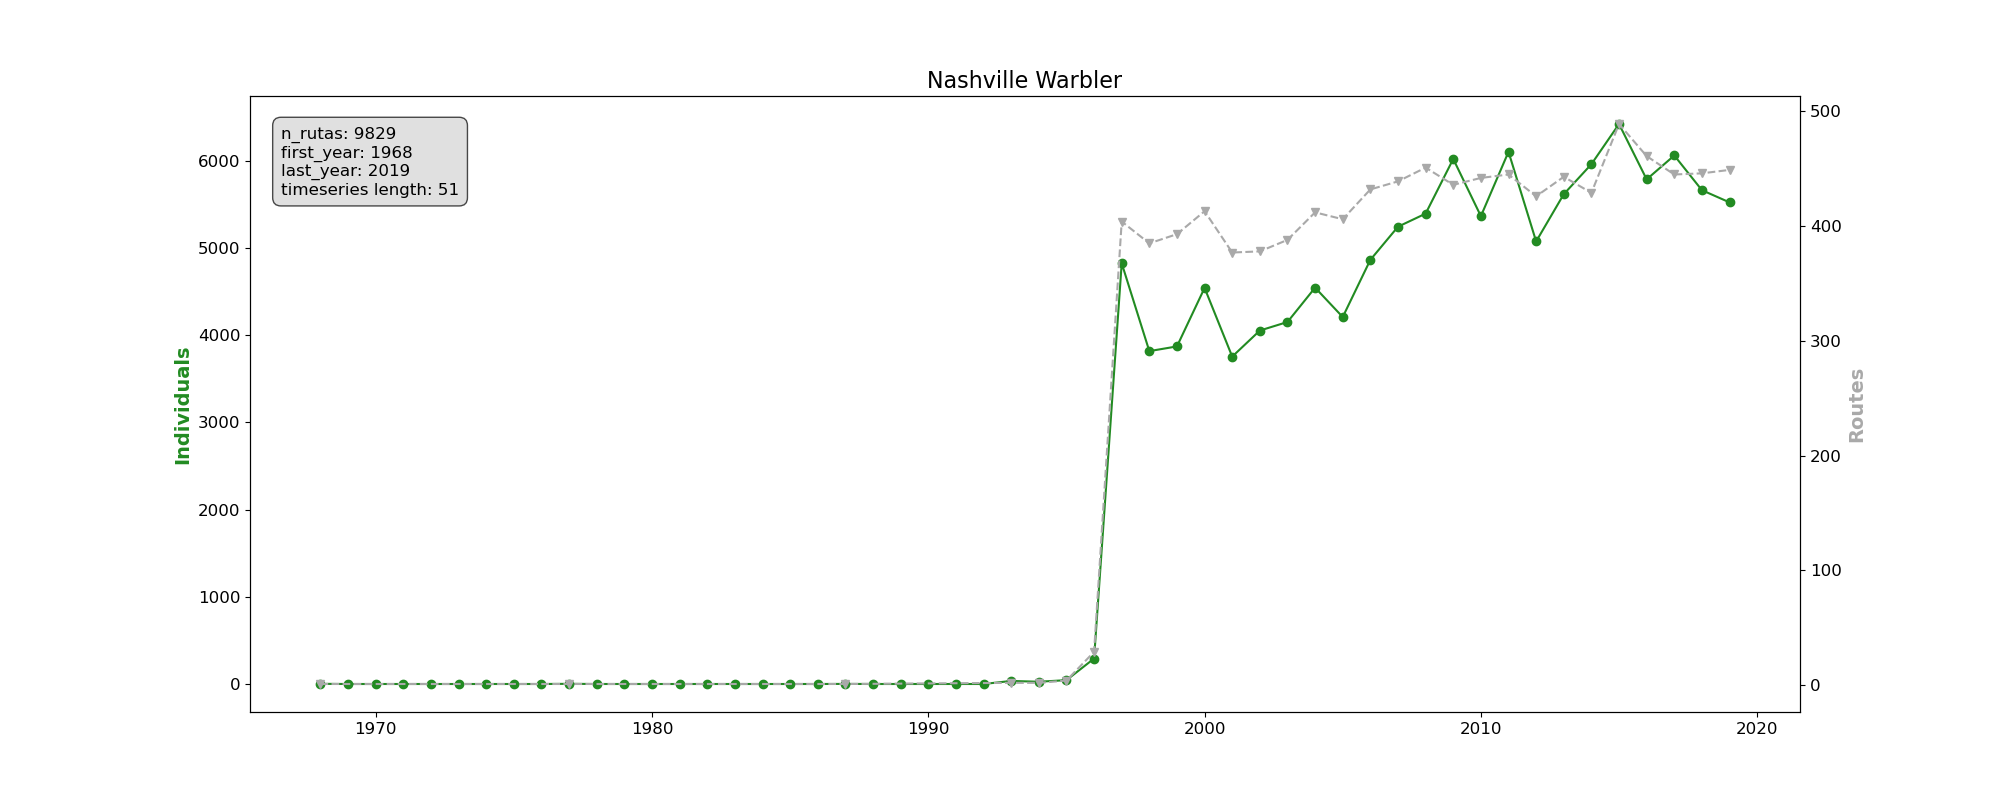 Nashville Warbler
n_rutas: 9829
first_year: 1968
last_year: 2019
timeseries length: 51
Individuals
6000
5000
4000
3000
2000
1000
0
500
400
300
200
100
0
Routes
1970 1980 1990 2000 2010 2020